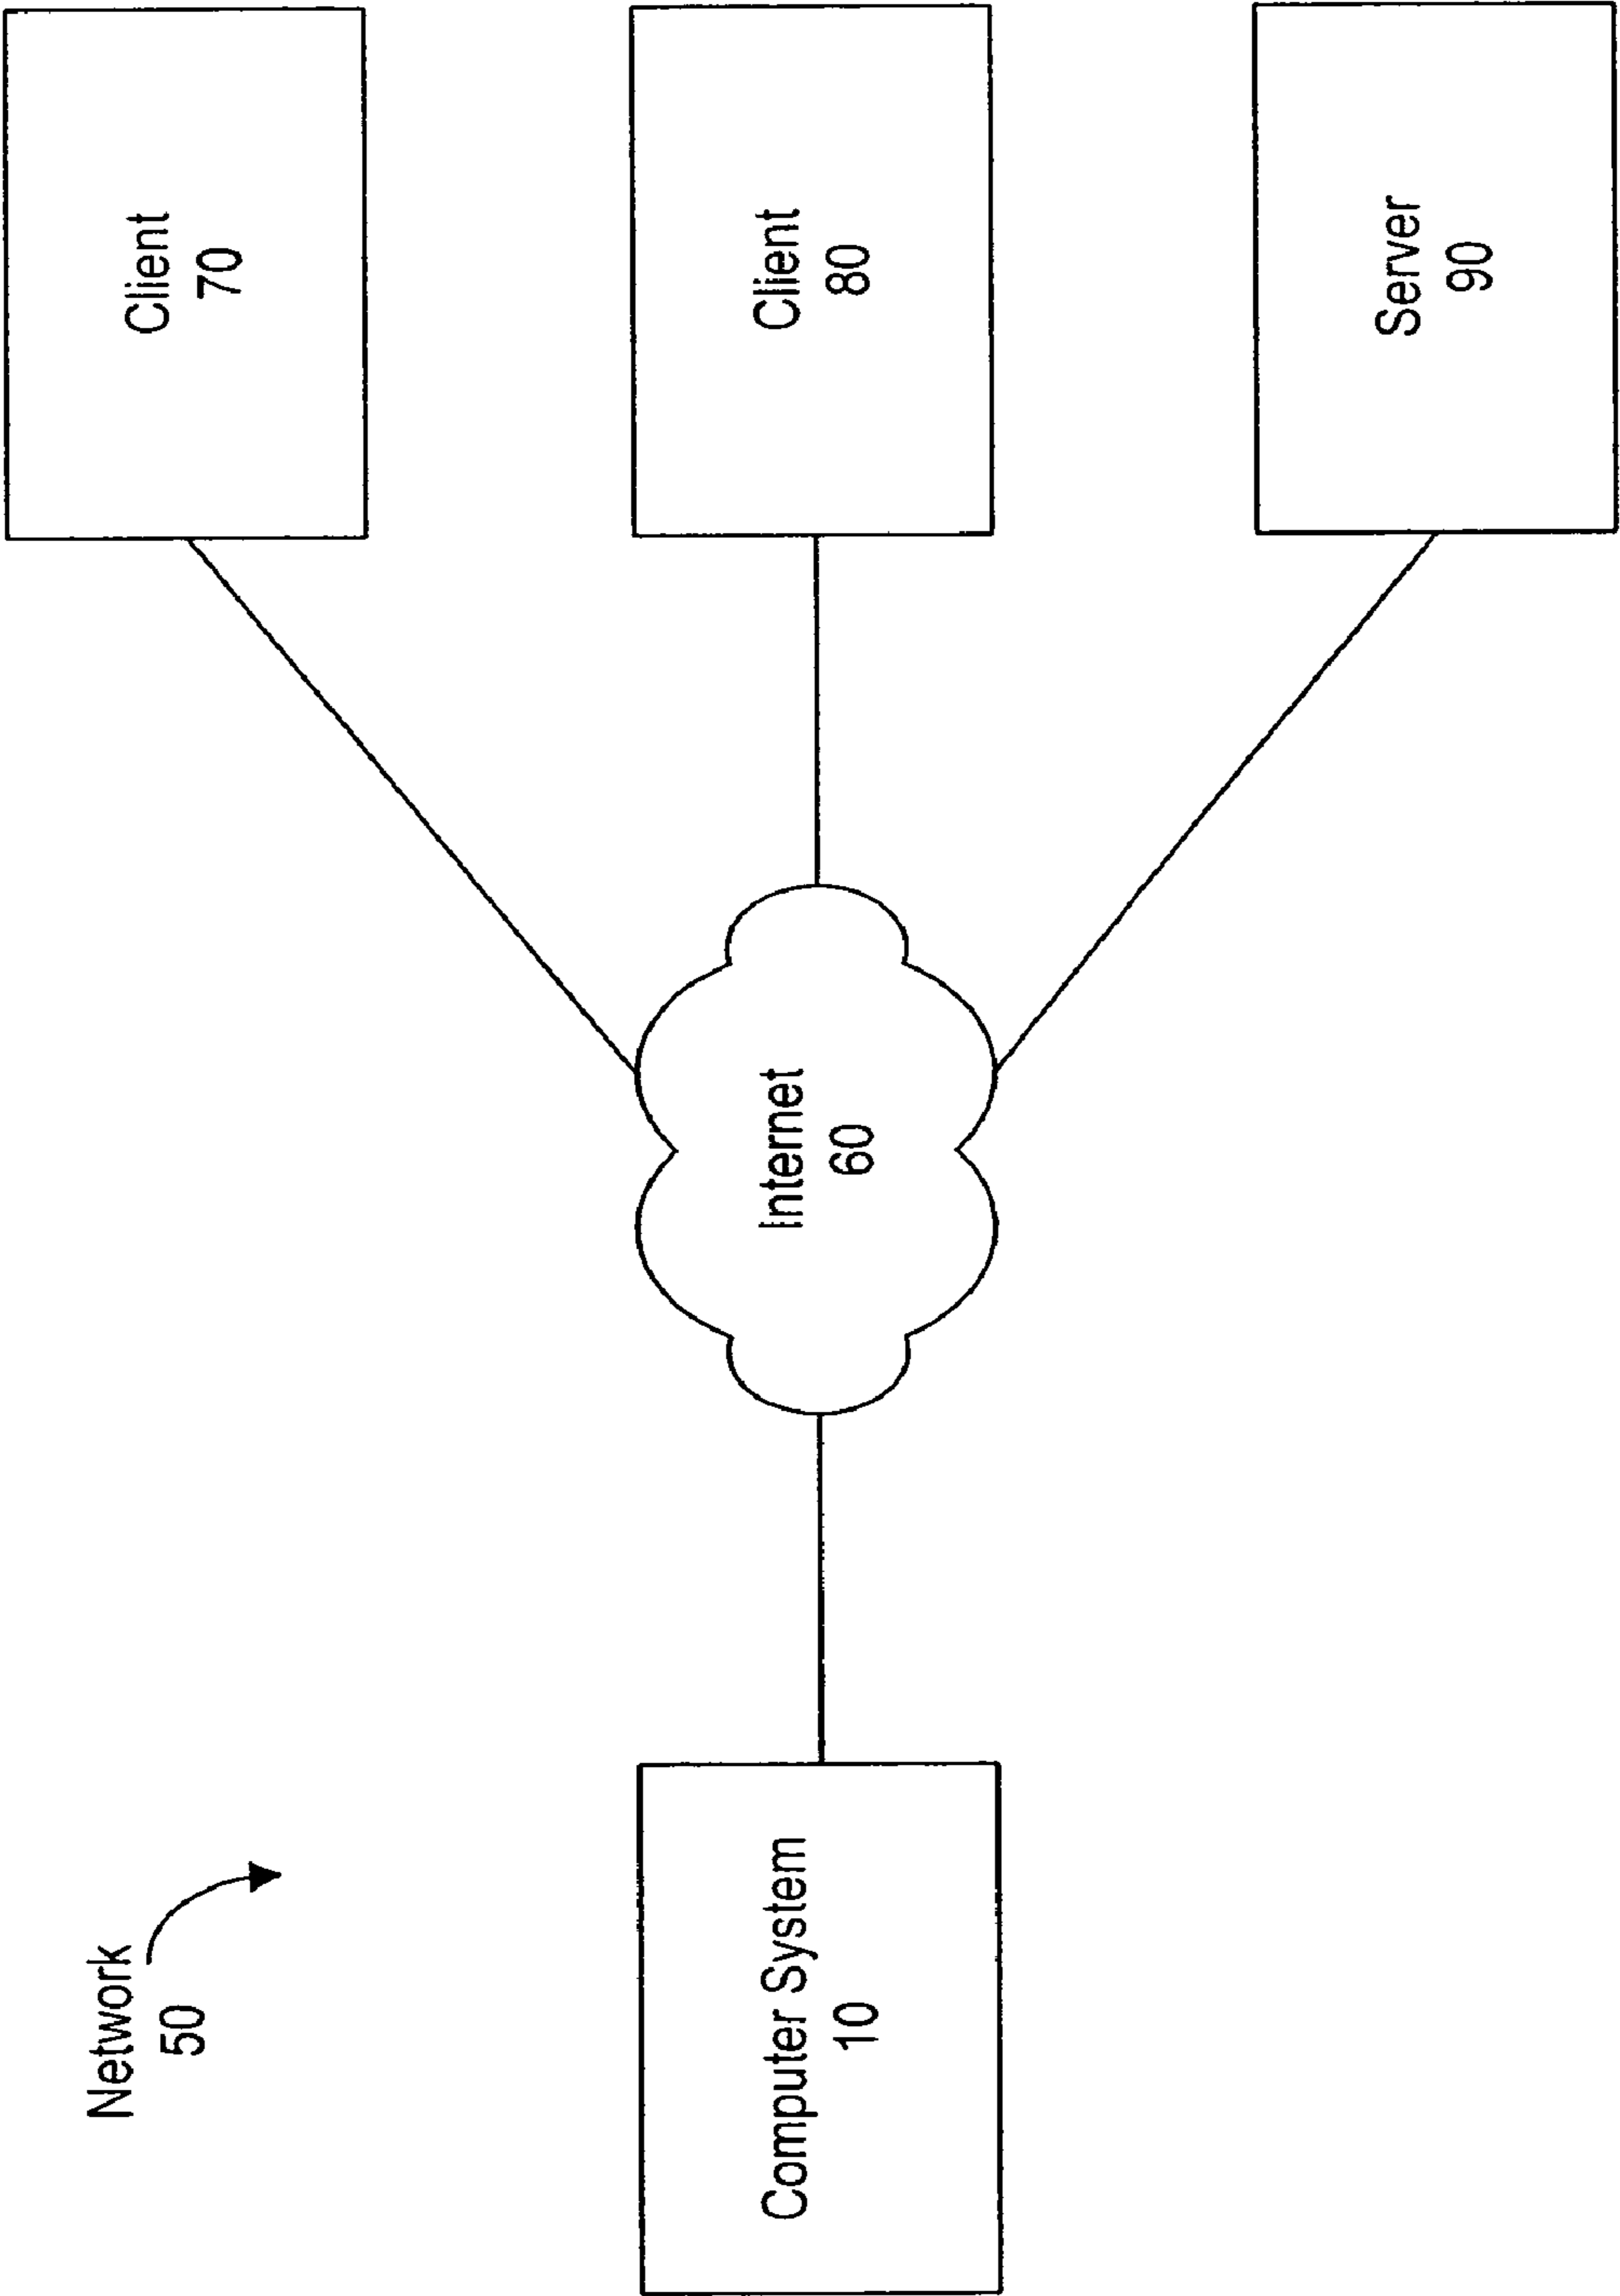 Network
50
Computer System
10
Internet
60
Client
70
Client
80
Server
90